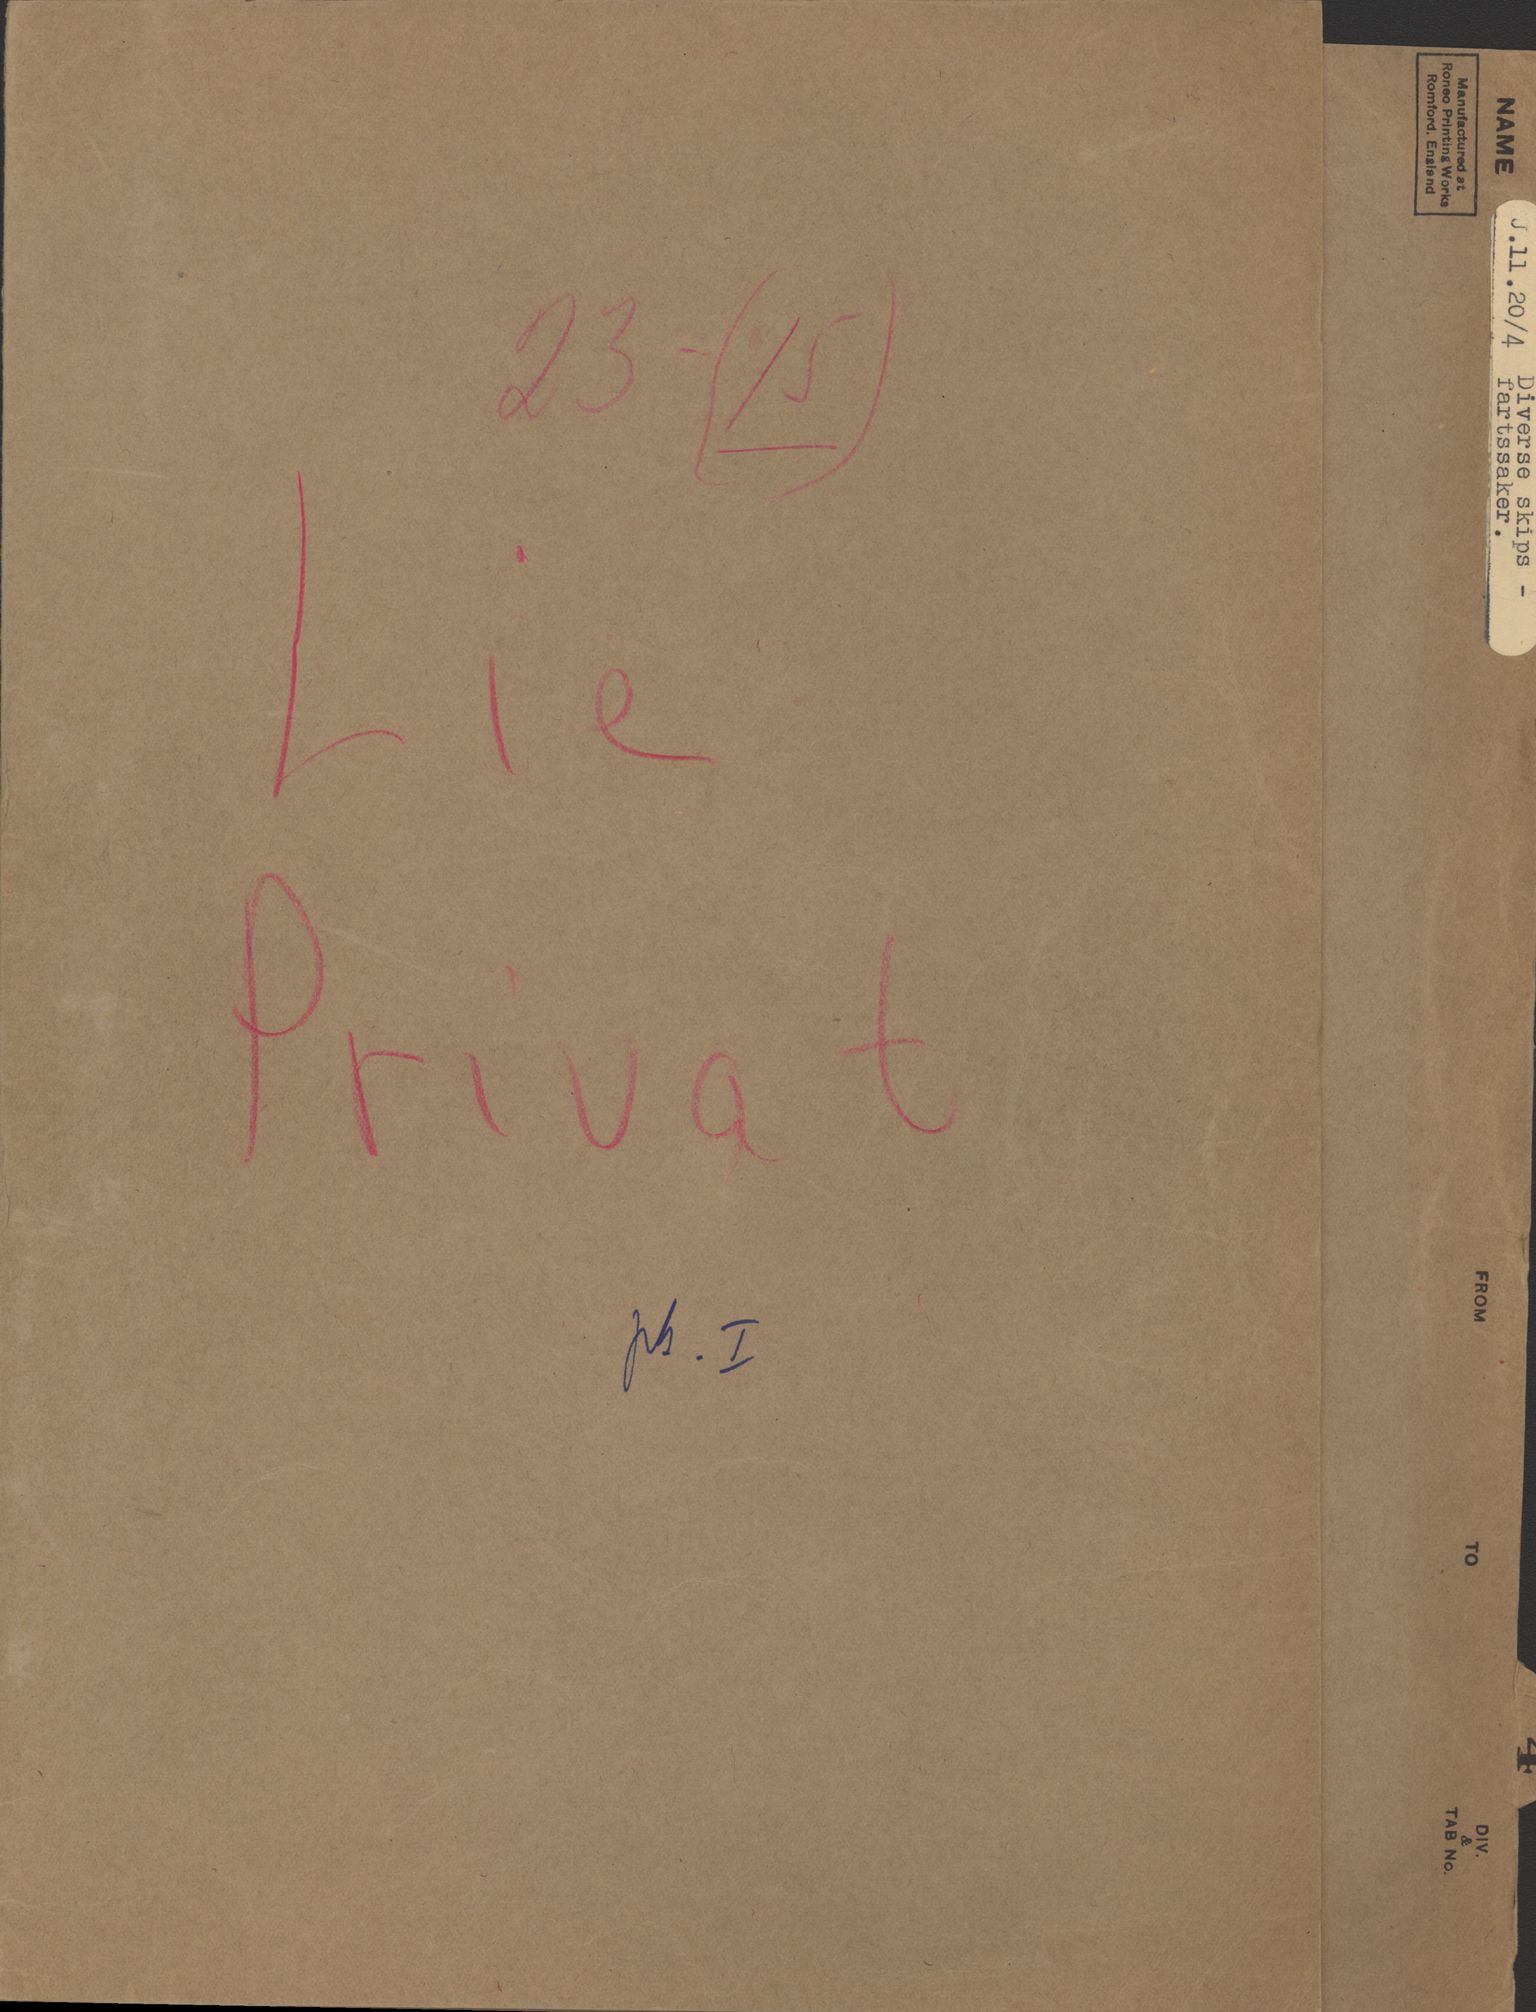 23-(15)
Lie
Privat
I
Manufactured at
Roneo Printing Works
Romford, England
NAME
J.11.20/4 Diverse skips -
fartssaker.
FROM
TO
4
DIV.
&
TAB No.